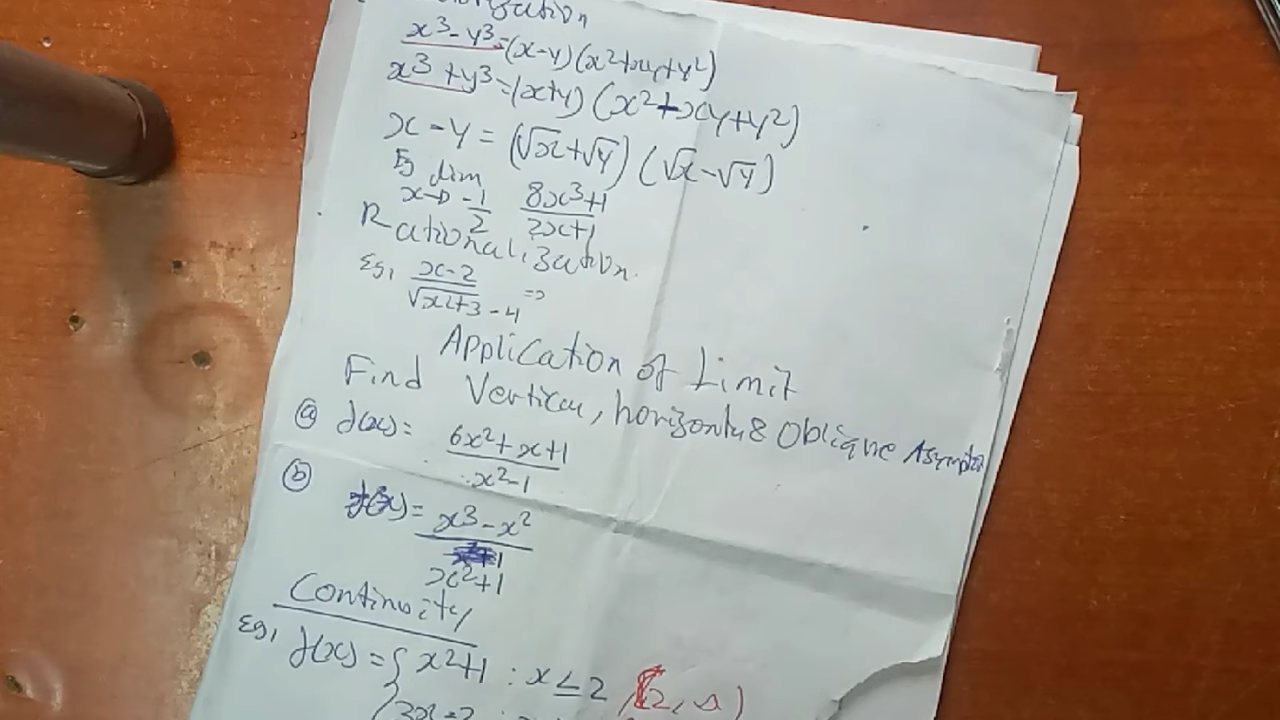 x³ - y³ = (x-y)(x²+xy+y²)
x³ + y³ = (x+y) (x²+xy+y²)
x - y = (√x+√y) (√x-√y)
Eg lim x→ -1/2 (8x³+1)/(2x+1)
Rationalization
Eg, (x-2)/(√x²+3 - 4) =>
Application of Limit
Find Vertical, horizontal & Oblique
(a) f(x) = (6x²+x+1)/(x²-1)
(b) f(x) = (x³-x²)/(x²+1)
Continuity
Eg, f(x) = { x²+1 : x ≤ 2